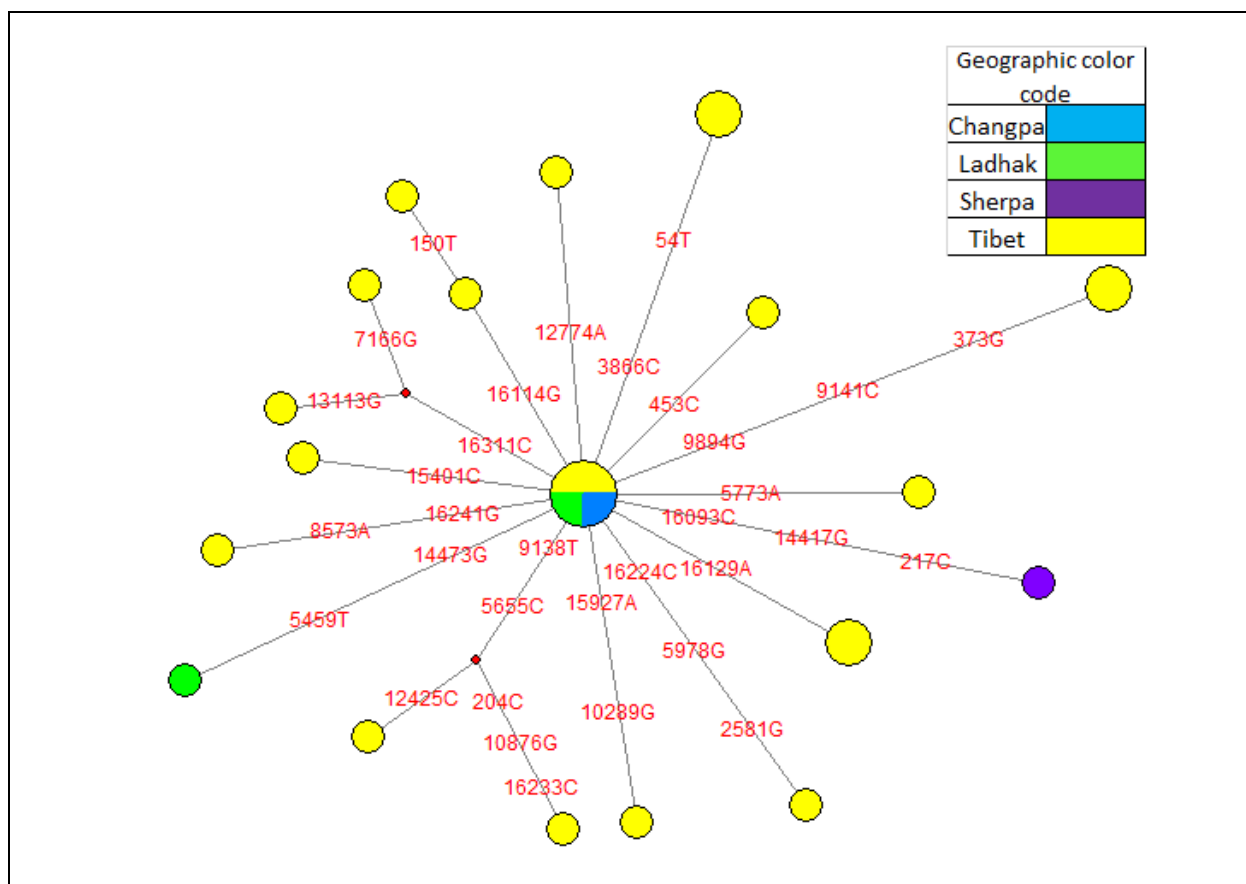 Geographic color
code
Changpa
Ladhak
Sherpa
Tibet
54T
150T
12774A
7166G
373G
3866C
9141C
16114G
13113G
453C
16311C
9894G
15401C
5773A
16241G
16093C
8573A
14417G
14473G
9138T
217C
16224C
16129A
15927A
5655C
5459T
5978G
12425C
204C
10289G
2581G
10876G
16233C